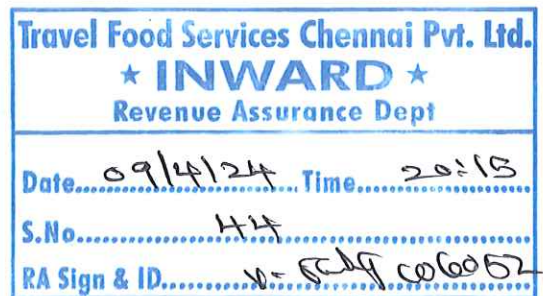 Travel Food Services Chennai Pvt. Ltd.
★ INWARD ★
Revenue Assurance Dept
Date......09/4/24......Time......20:15......
S.No......44......
RA Sign & ID......V- CO6052